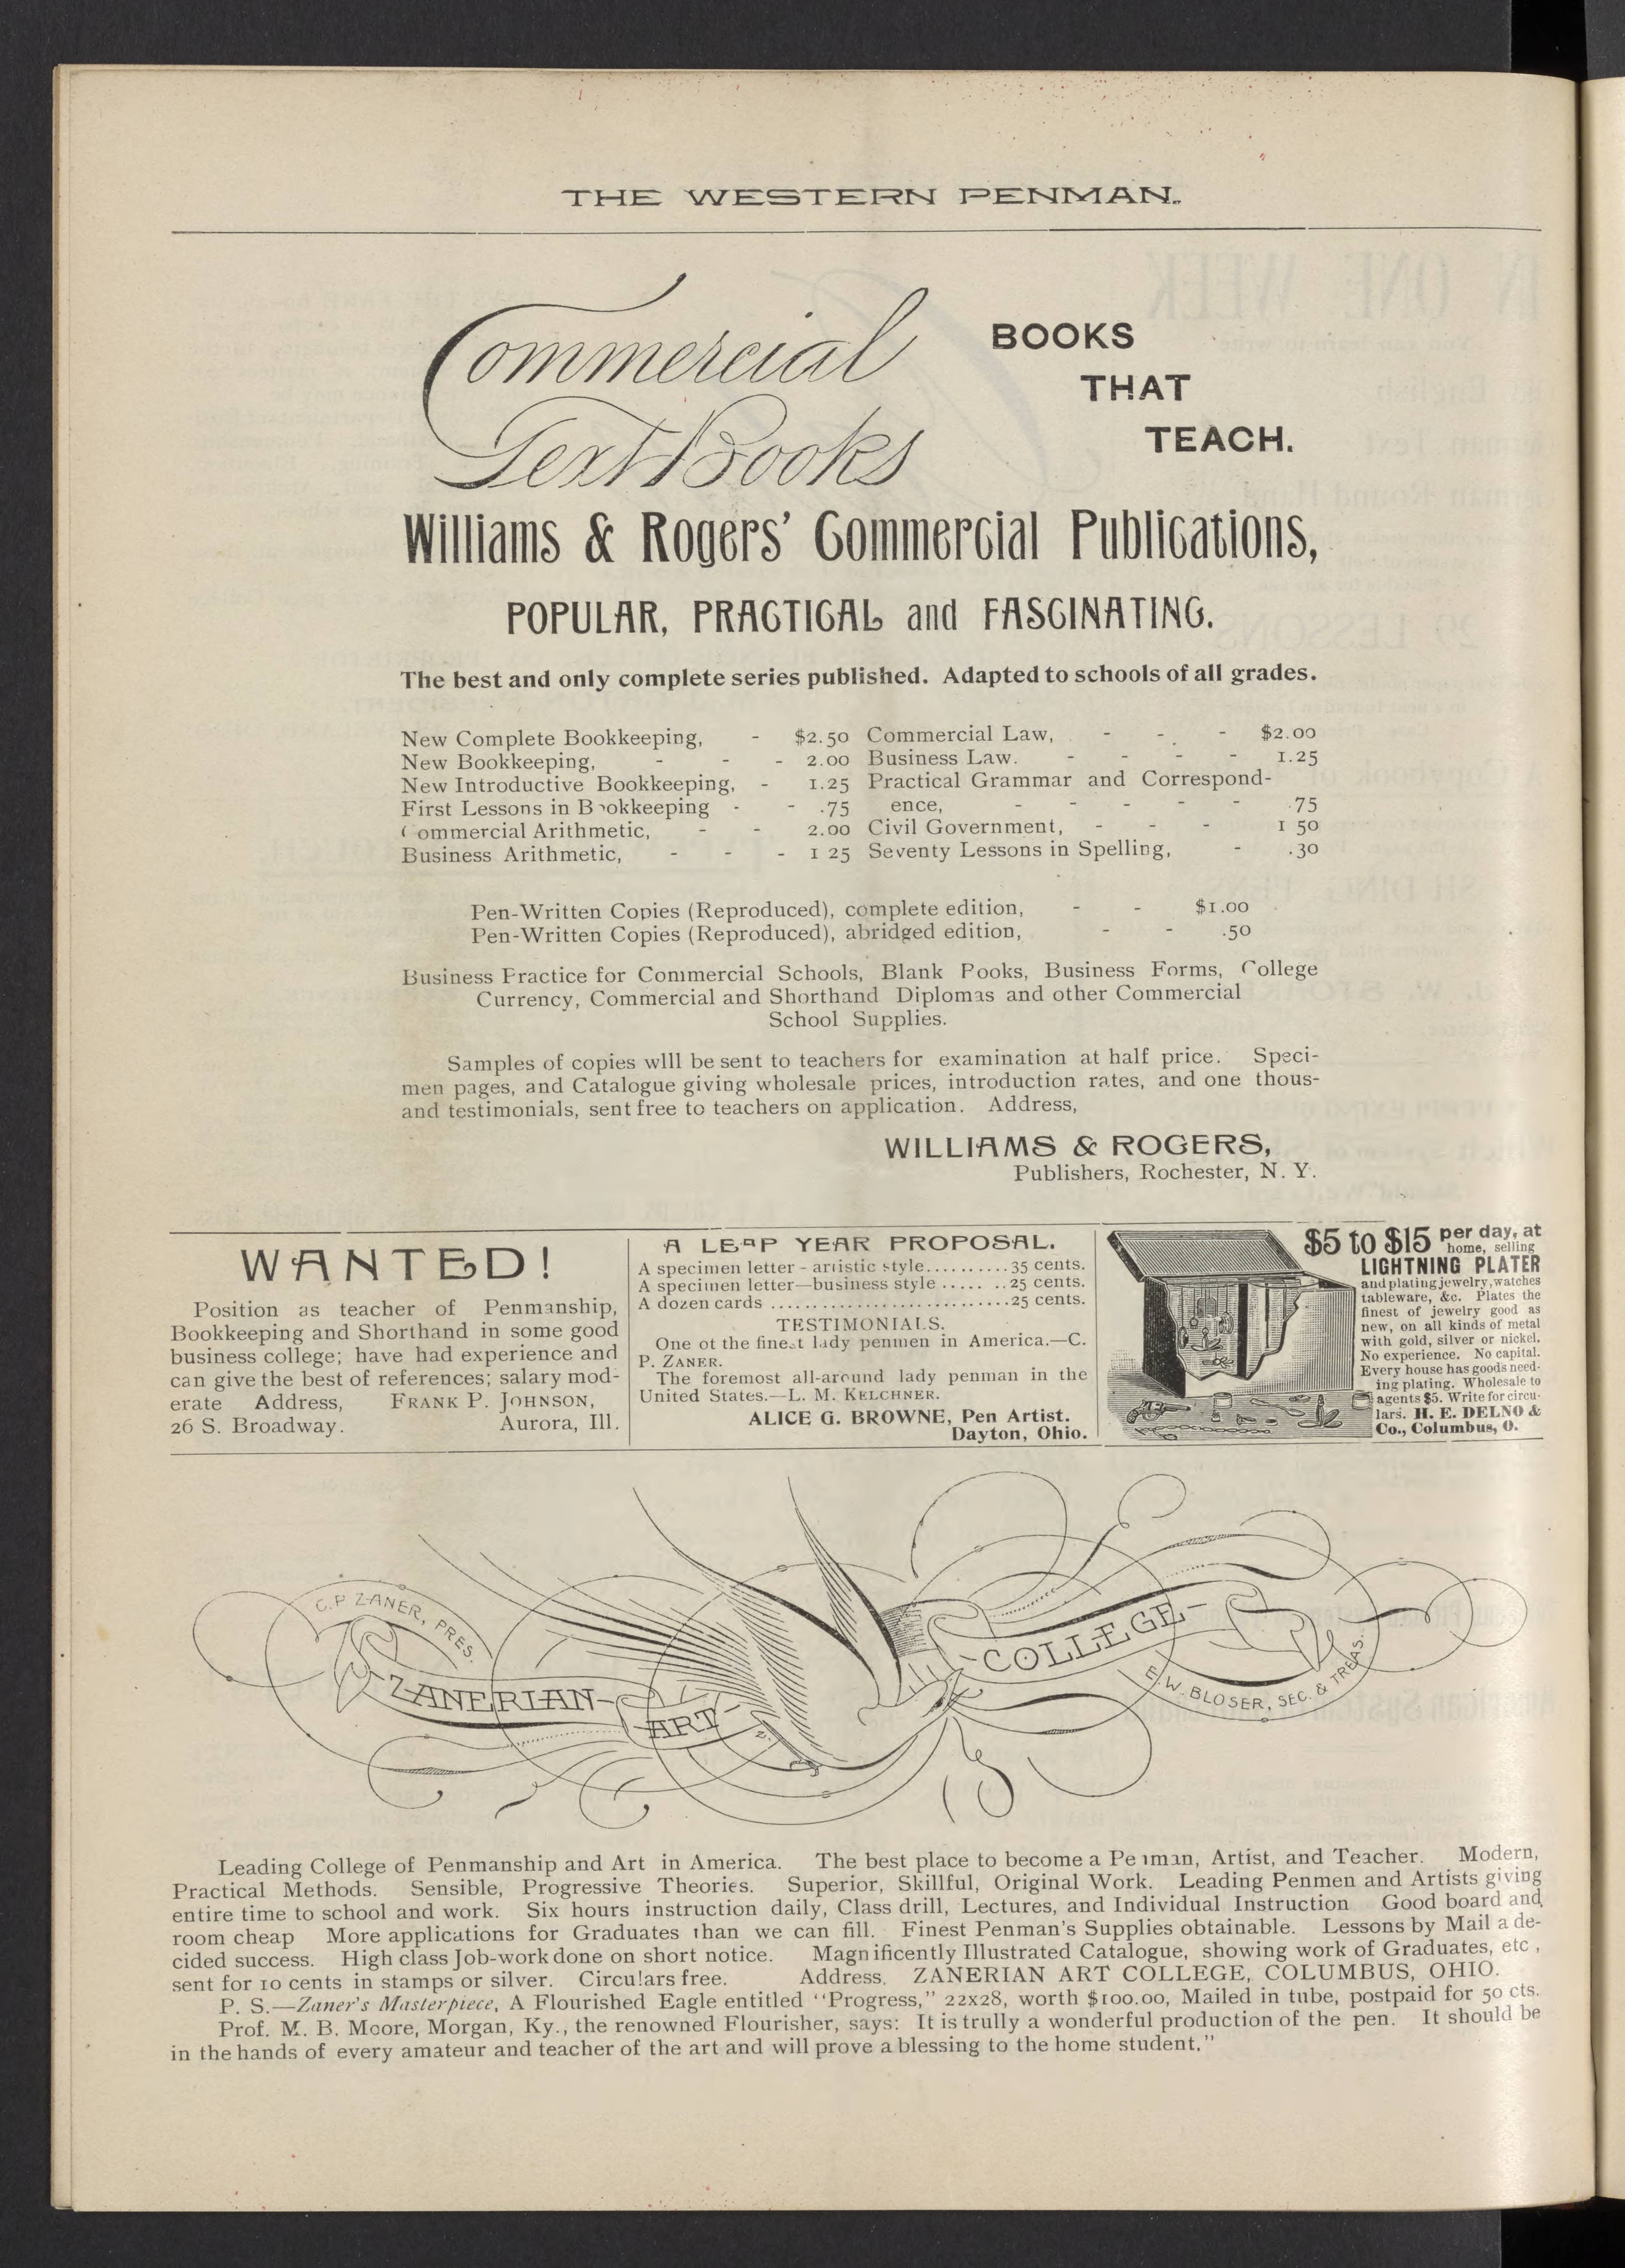 THE WESTERN PENMAN.
Commercial
Text Books
BOOKS
THAT
TEACH.
Williams & Rogers' Commercial Publications,
POPULAR, PRACTICAL and FASCINATING.
The best and only complete series published. Adapted to schools of all grades.
New Complete Bookkeeping, - $2.50
New Bookkeeping, - - - 2.00
New Introductive Bookkeeping, - 1.25
First Lessons in Bookkeeping - - .75
Commercial Arithmetic, - - 2.00
Business Arithmetic, - - - 1 25
Commercial Law, - - - $2.00
Business Law. - - - - 1.25
Practical Grammar and Correspond-
ence, - - - - - .75
Civil Government, - - - 1 50
Seventy Lessons in Spelling, - .30
Pen-Written Copies (Reproduced), complete edition, - - $1.00
Pen-Written Copies (Reproduced), abridged edition, - - .50
Business Practice for Commercial Schools, Blank Books, Business Forms, College
Currency, Commercial and Shorthand Diplomas and other Commercial
School Supplies.
Samples of copies wlll be sent to teachers for examination at half price. Speci-
men pages, and Catalogue giving wholesale prices, introduction rates, and one thous-
and testimonials, sent free to teachers on application. Address,
WILLIAMS & ROGERS,
Publishers, Rochester, N. Y.
WANTED!
Position as teacher of Penmanship,
Bookkeeping and Shorthand in some good
business college; have had experience and
can give the best of references; salary mod-
erate Address, FRANK P. JOHNSON,
26 S. Broadway. Aurora, Ill.
A LEAP YEAR PROPOSAL.
A specimen letter - artistic style..........35 cents.
A specimen letter—business style ..... ..25 cents.
A dozen cards ............................25 cents.
TESTIMONIALS.
One of the finest lady penmen in America.—C.
P. ZANER.
The foremost all-around lady penman in the
United States.—L. M. KELCHNER.
ALICE G. BROWNE, Pen Artist.
Dayton, Ohio.
$5 to $15 per day, at
home, selling
LIGHTNING PLATER
and plating jewelry, watches
tableware, &c. Plates the
finest of jewelry good as
new, on all kinds of metal
with gold, silver or nickel.
No experience. No capital.
Every house has goods need-
ing plating. Wholesale to
agents $5. Write for circu-
lars. H. E. DELNO &
Co., Columbus, O.
C. P. ZANER, PRES.
ZANERIAN
ART
COLLEGE
E. W. BLOSER, SEC. & TREAS.
Leading College of Penmanship and Art in America. The best place to become a Penman, Artist, and Teacher. Modern,
Practical Methods. Sensible, Progressive Theories. Superior, Skillful, Original Work. Leading Penmen and Artists giving
entire time to school and work. Six hours instruction daily, Class drill, Lectures, and Individual Instruction Good board and
room cheap More applications for Graduates than we can fill. Finest Penman's Supplies obtainable. Lessons by Mail a de-
cided success. High class Job-work done on short notice. Magnificently Illustrated Catalogue, showing work of Graduates, etc ,
sent for 10 cents in stamps or silver. Circulars free. Address, ZANERIAN ART COLLEGE, COLUMBUS, OHIO.
P. S.—Zaner's Masterpiece, A Flourished Eagle entitled "Progress," 22x28, worth $100.00, Mailed in tube, postpaid for 50 cts.
Prof. M. B. Moore, Morgan, Ky., the renowned Flourisher, says: It is trully a wonderful production of the pen. It should be
in the hands of every amateur and teacher of the art and will prove a blessing to the home student."